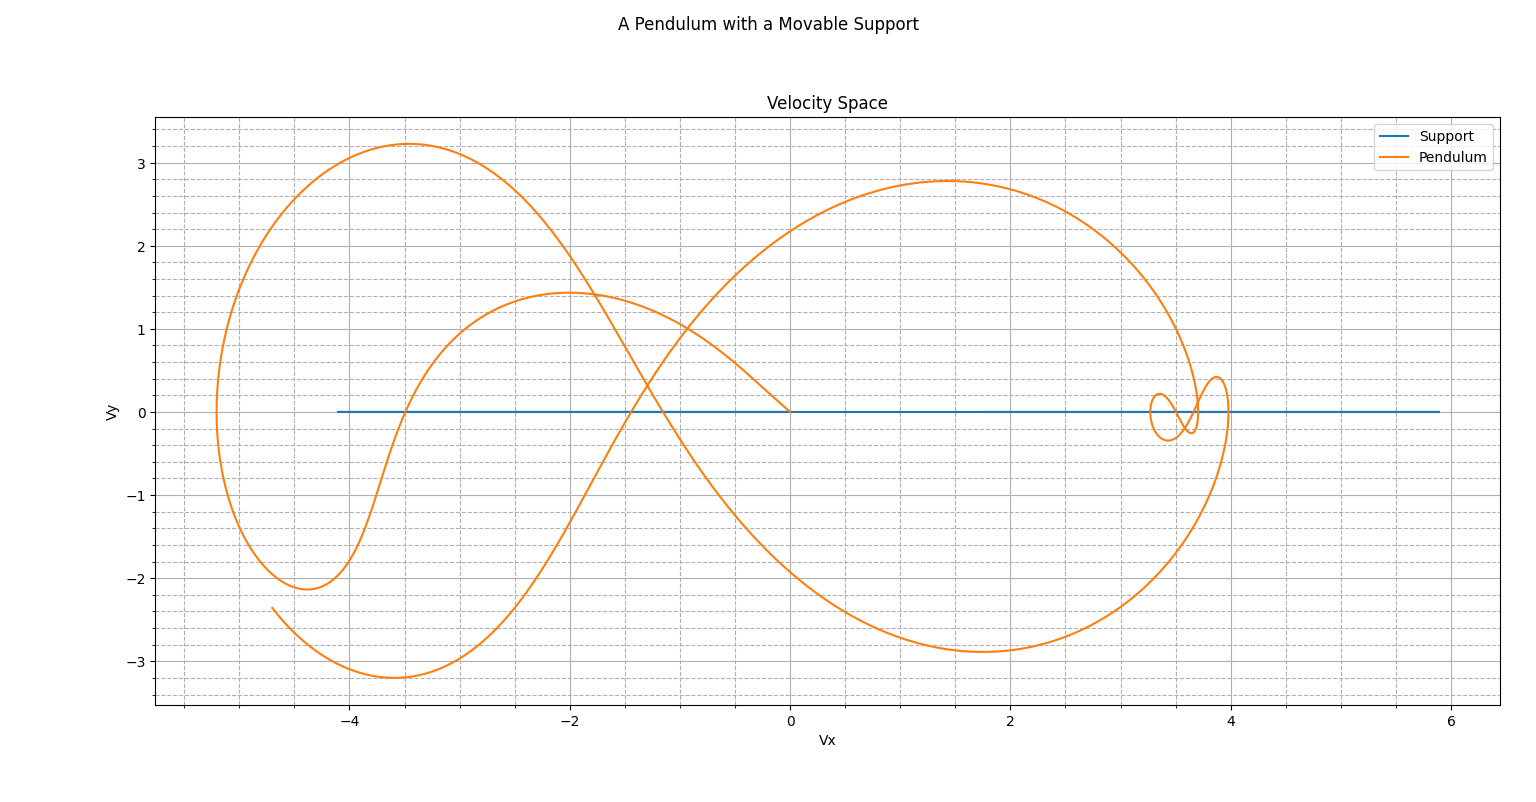 A Pendulum with a Movable Support
Velocity Space
Support
Pendulum
3
2
1
0
−1
−2
−3
Vy
−4 −2 0 2 4 6
Vx